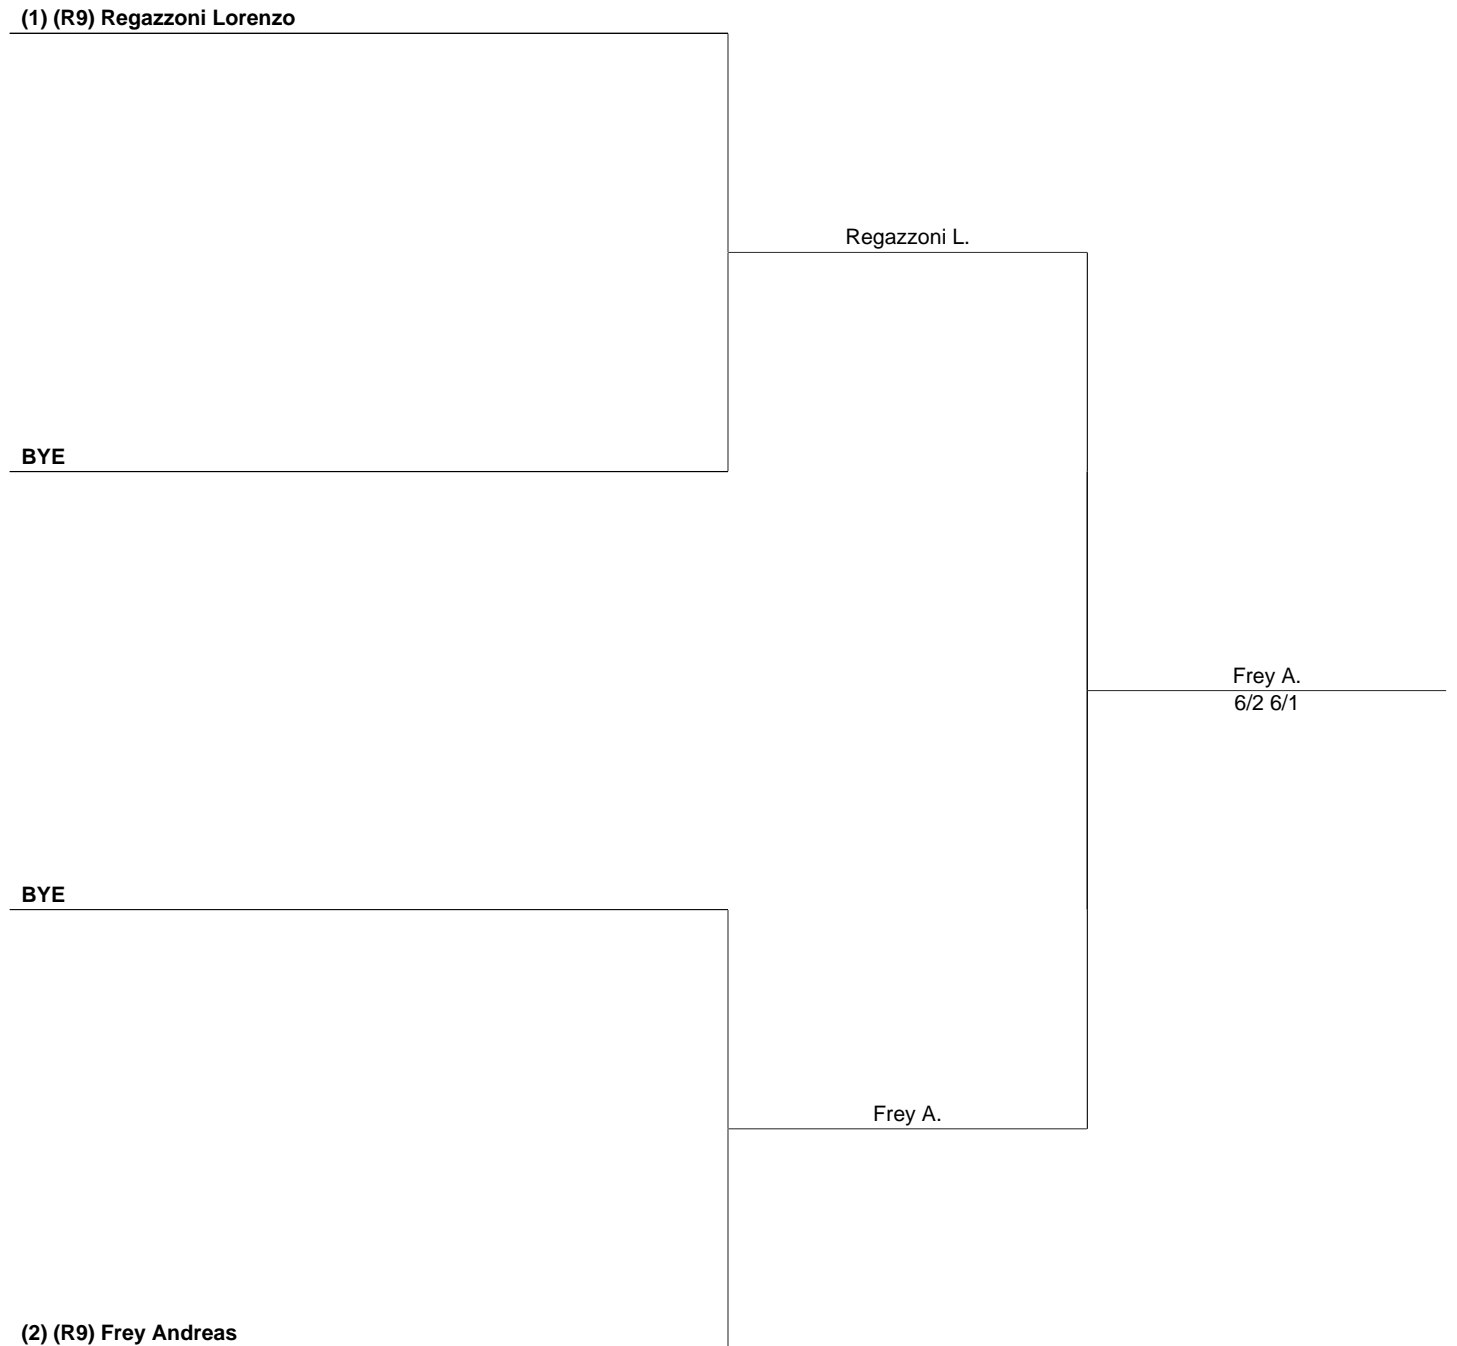 (1) (R9) Regazzoni Lorenzo
Regazzoni L.
BYE
Frey A.
6/2 6/1
BYE
Frey A.
(2) (R9) Frey Andreas